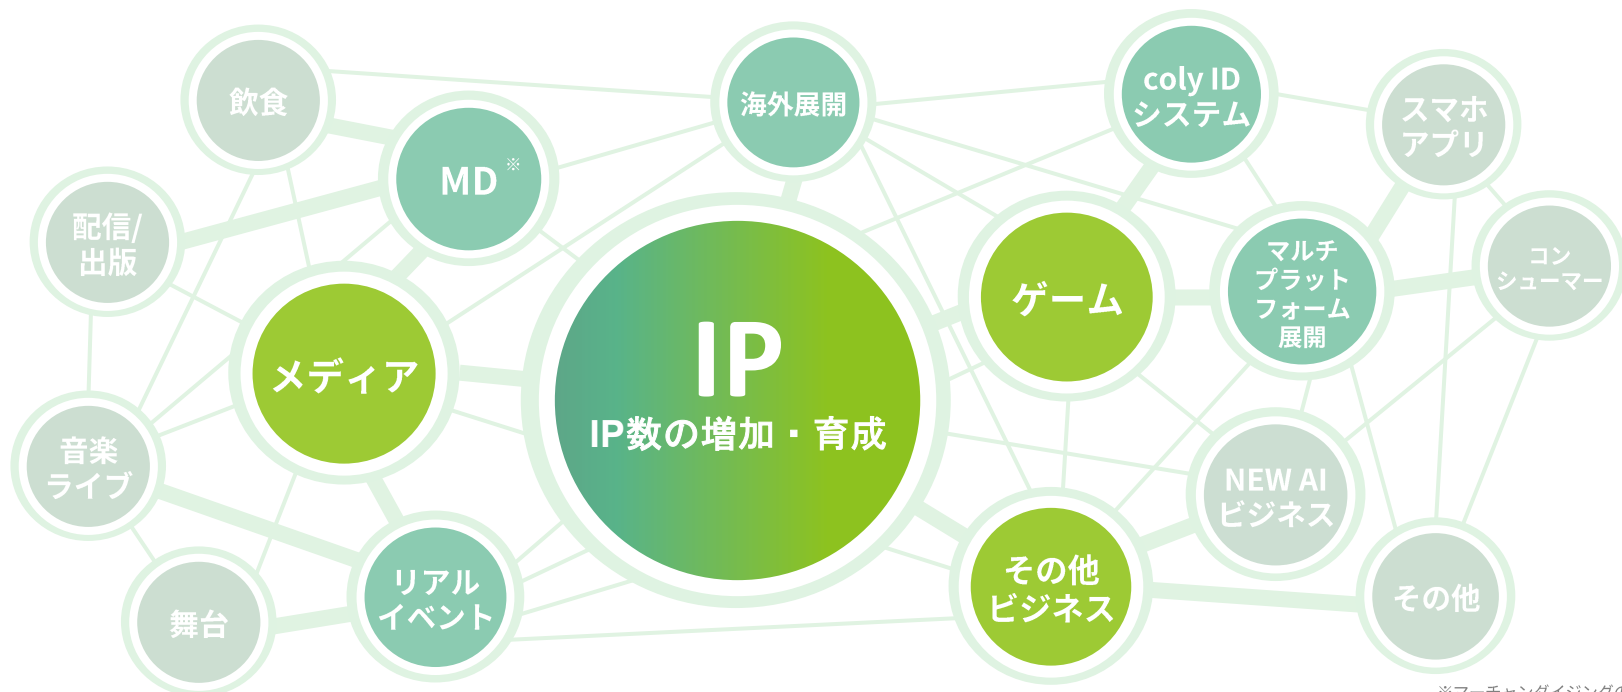 飲食
海外展開
coly ID
システム
スマホ
アプリ
MD
※
配信/
出版
マルチ
プラット
フォーム
展開
コン
シューマー
ゲーム
IP
IP数の増加・育成
メディア
音楽
ライブ
NEW AI
ビジネス
リアル
イベント
その他
ビジネス
その他
舞台